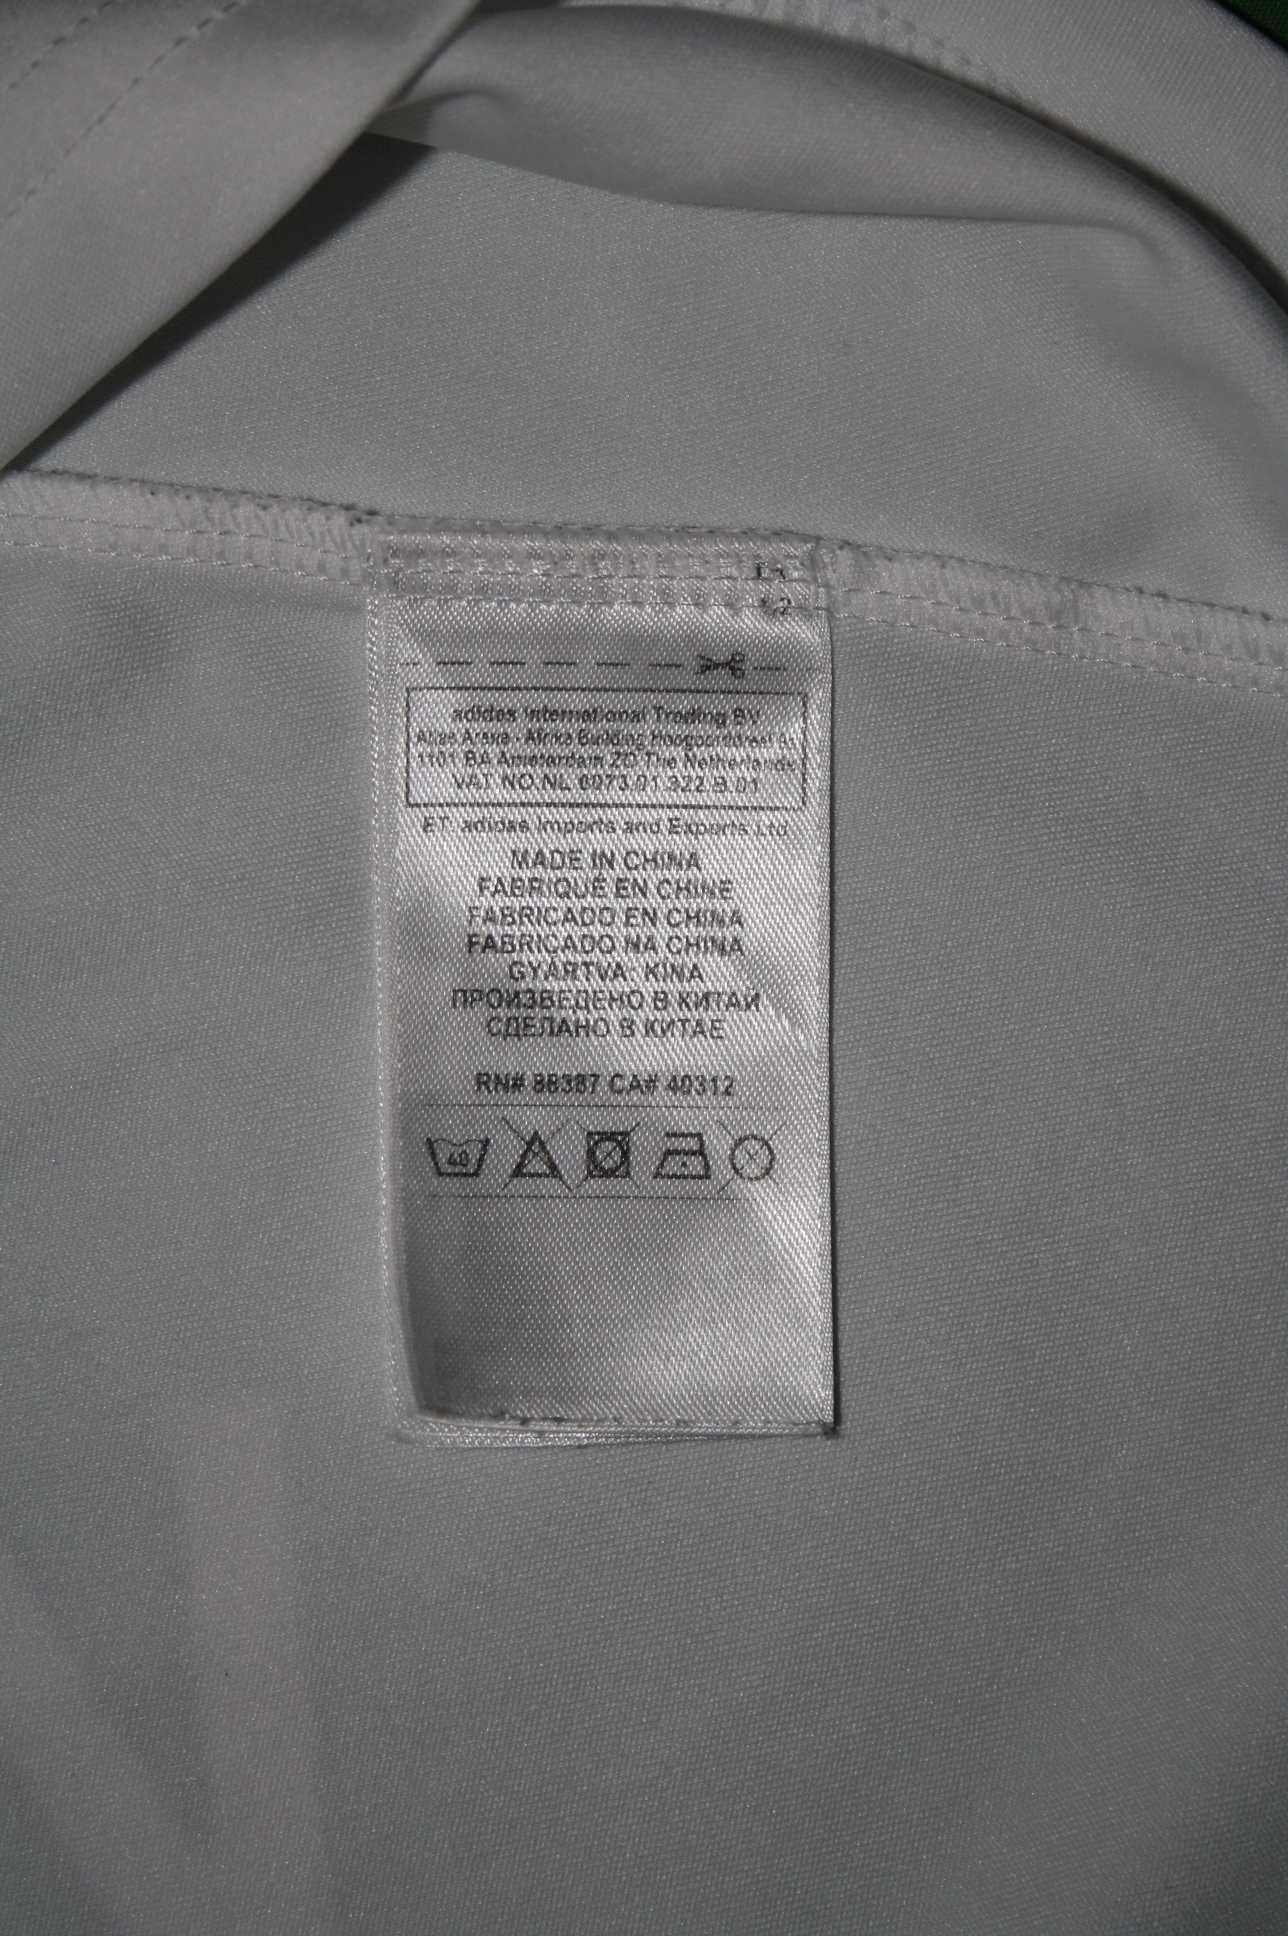 adidas International Trading BV
Atlas Arena - Afrika Building Hoogoorddreef
1101 BA Amsterdam ZO The Netherlands
VAT NO.NL 8073.01.322.B.01
ET: adidas Imports and Exports Ltd
MADE IN CHINA
FABRIQUÉ EN CHINE
FABRICADO EN CHINA
FABRICADO NA CHINA
GYÁRTVA: KÍNA
ПРОИЗВЕДЕНО В КИТАЙ
СДЕЛАНО В КИТАЕ
RN# 88387 CA# 40312
40